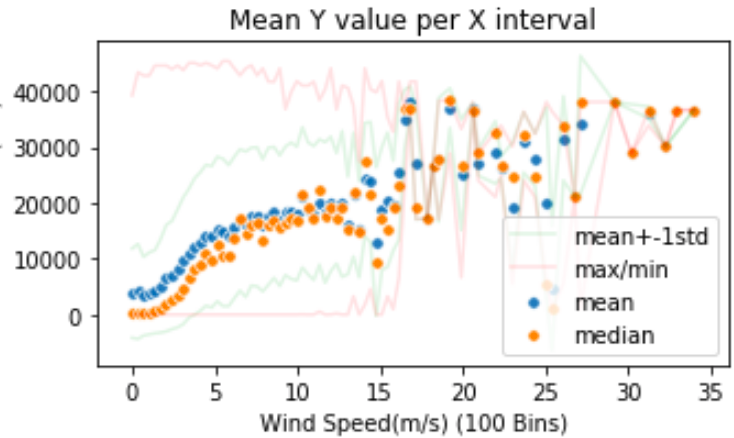 Mean Y value per X interval
40000
30000
20000
10000
0
mean+-1std
max/min
mean
median
0 5 10 15 20 25 30 35
Wind Speed(m/s) (100 Bins)